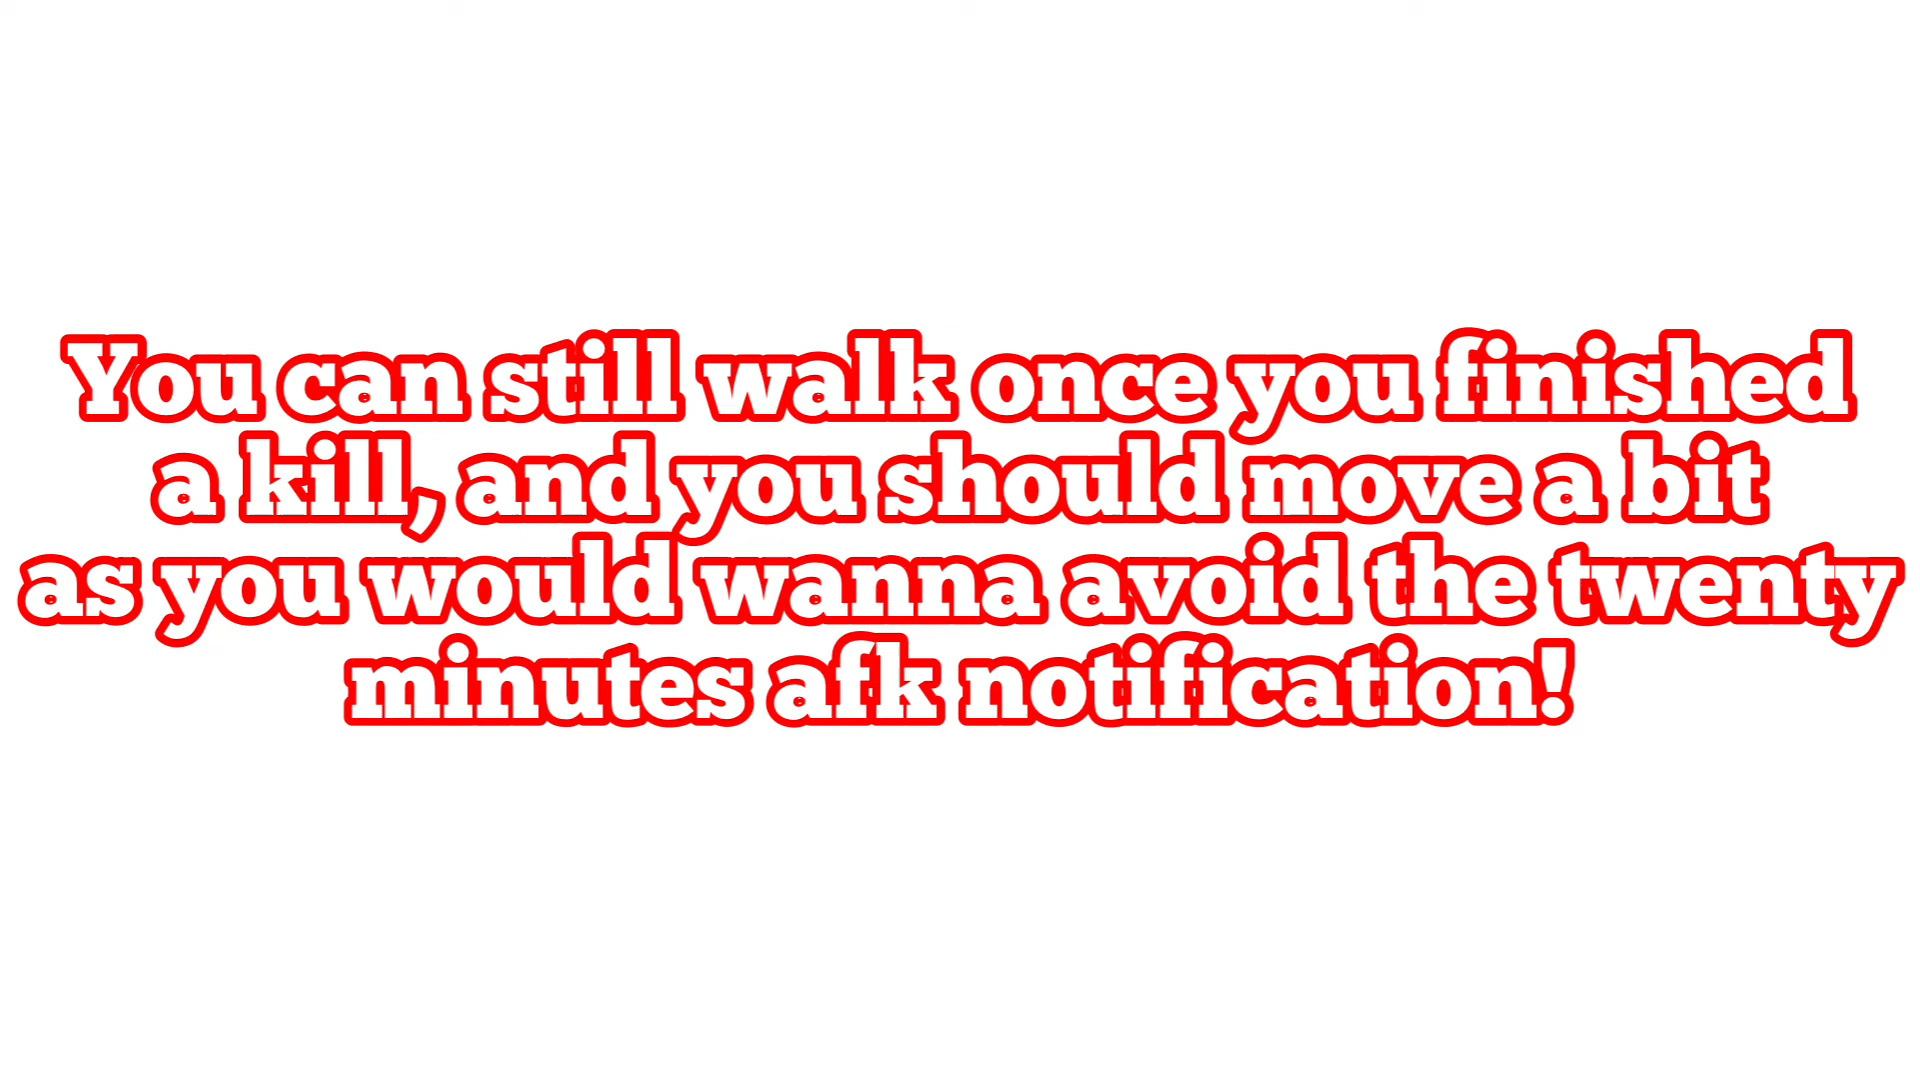 You can still walk once you finished
a kill, and you should move a bit
as you would wanna avoid the twenty
minutes afk notification!